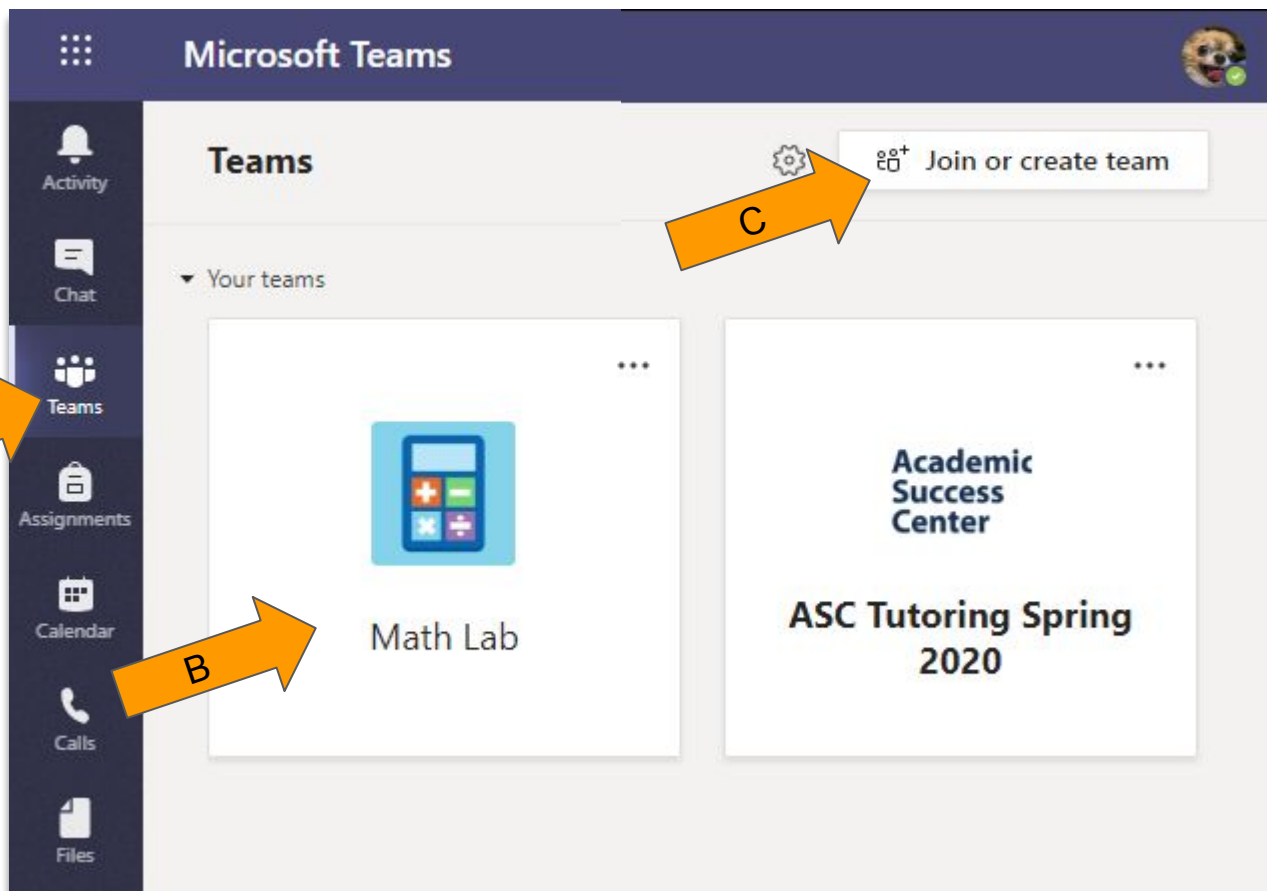 Microsoft Teams
Activity
Chat
Teams
Assignments
Calendar
Calls
Files
Teams
Join or create team
C
Your teams
B
Math Lab
Academic
Success
Center
ASC Tutoring Spring
2020